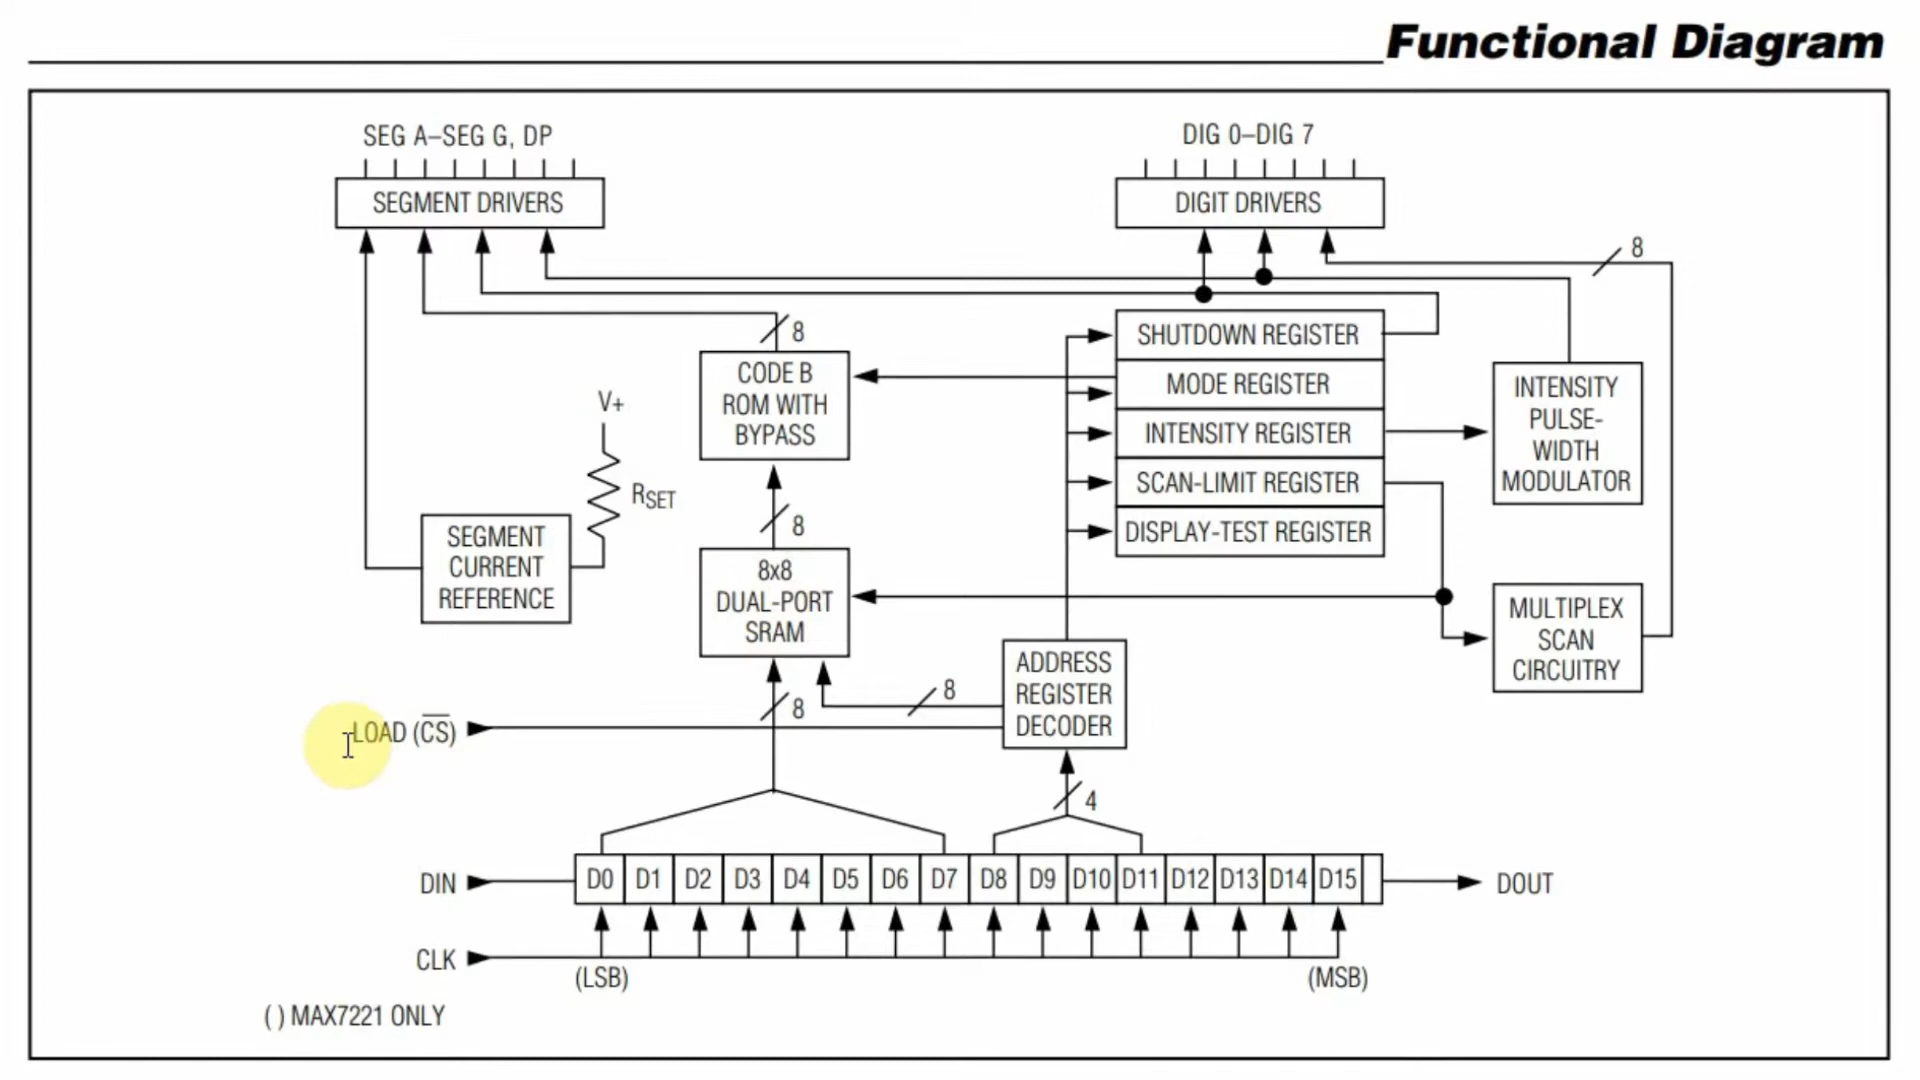 Functional Diagram
SEG A–SEG G, DP
DIG 0–DIG 7
SEGMENT DRIVERS
DIGIT DRIVERS
8
8
SHUTDOWN REGISTER
MODE REGISTER
INTENSITY REGISTER
SCAN-LIMIT REGISTER
DISPLAY-TEST REGISTER
CODE B
ROM WITH
BYPASS
INTENSITY
PULSE-
WIDTH
MODULATOR
V+
RSET
8
SEGMENT
CURRENT
REFERENCE
8x8
DUAL-PORT
SRAM
MULTIPLEX
SCAN
CIRCUITRY
ADDRESS
REGISTER
DECODER
8
8
LOAD (C̅S̅)
4
DIN
D0 D1 D2 D3 D4 D5 D6 D7 D8 D9 D10 D11 D12 D13 D14 D15
DOUT
CLK
(LSB)
(MSB)
( ) MAX7221 ONLY